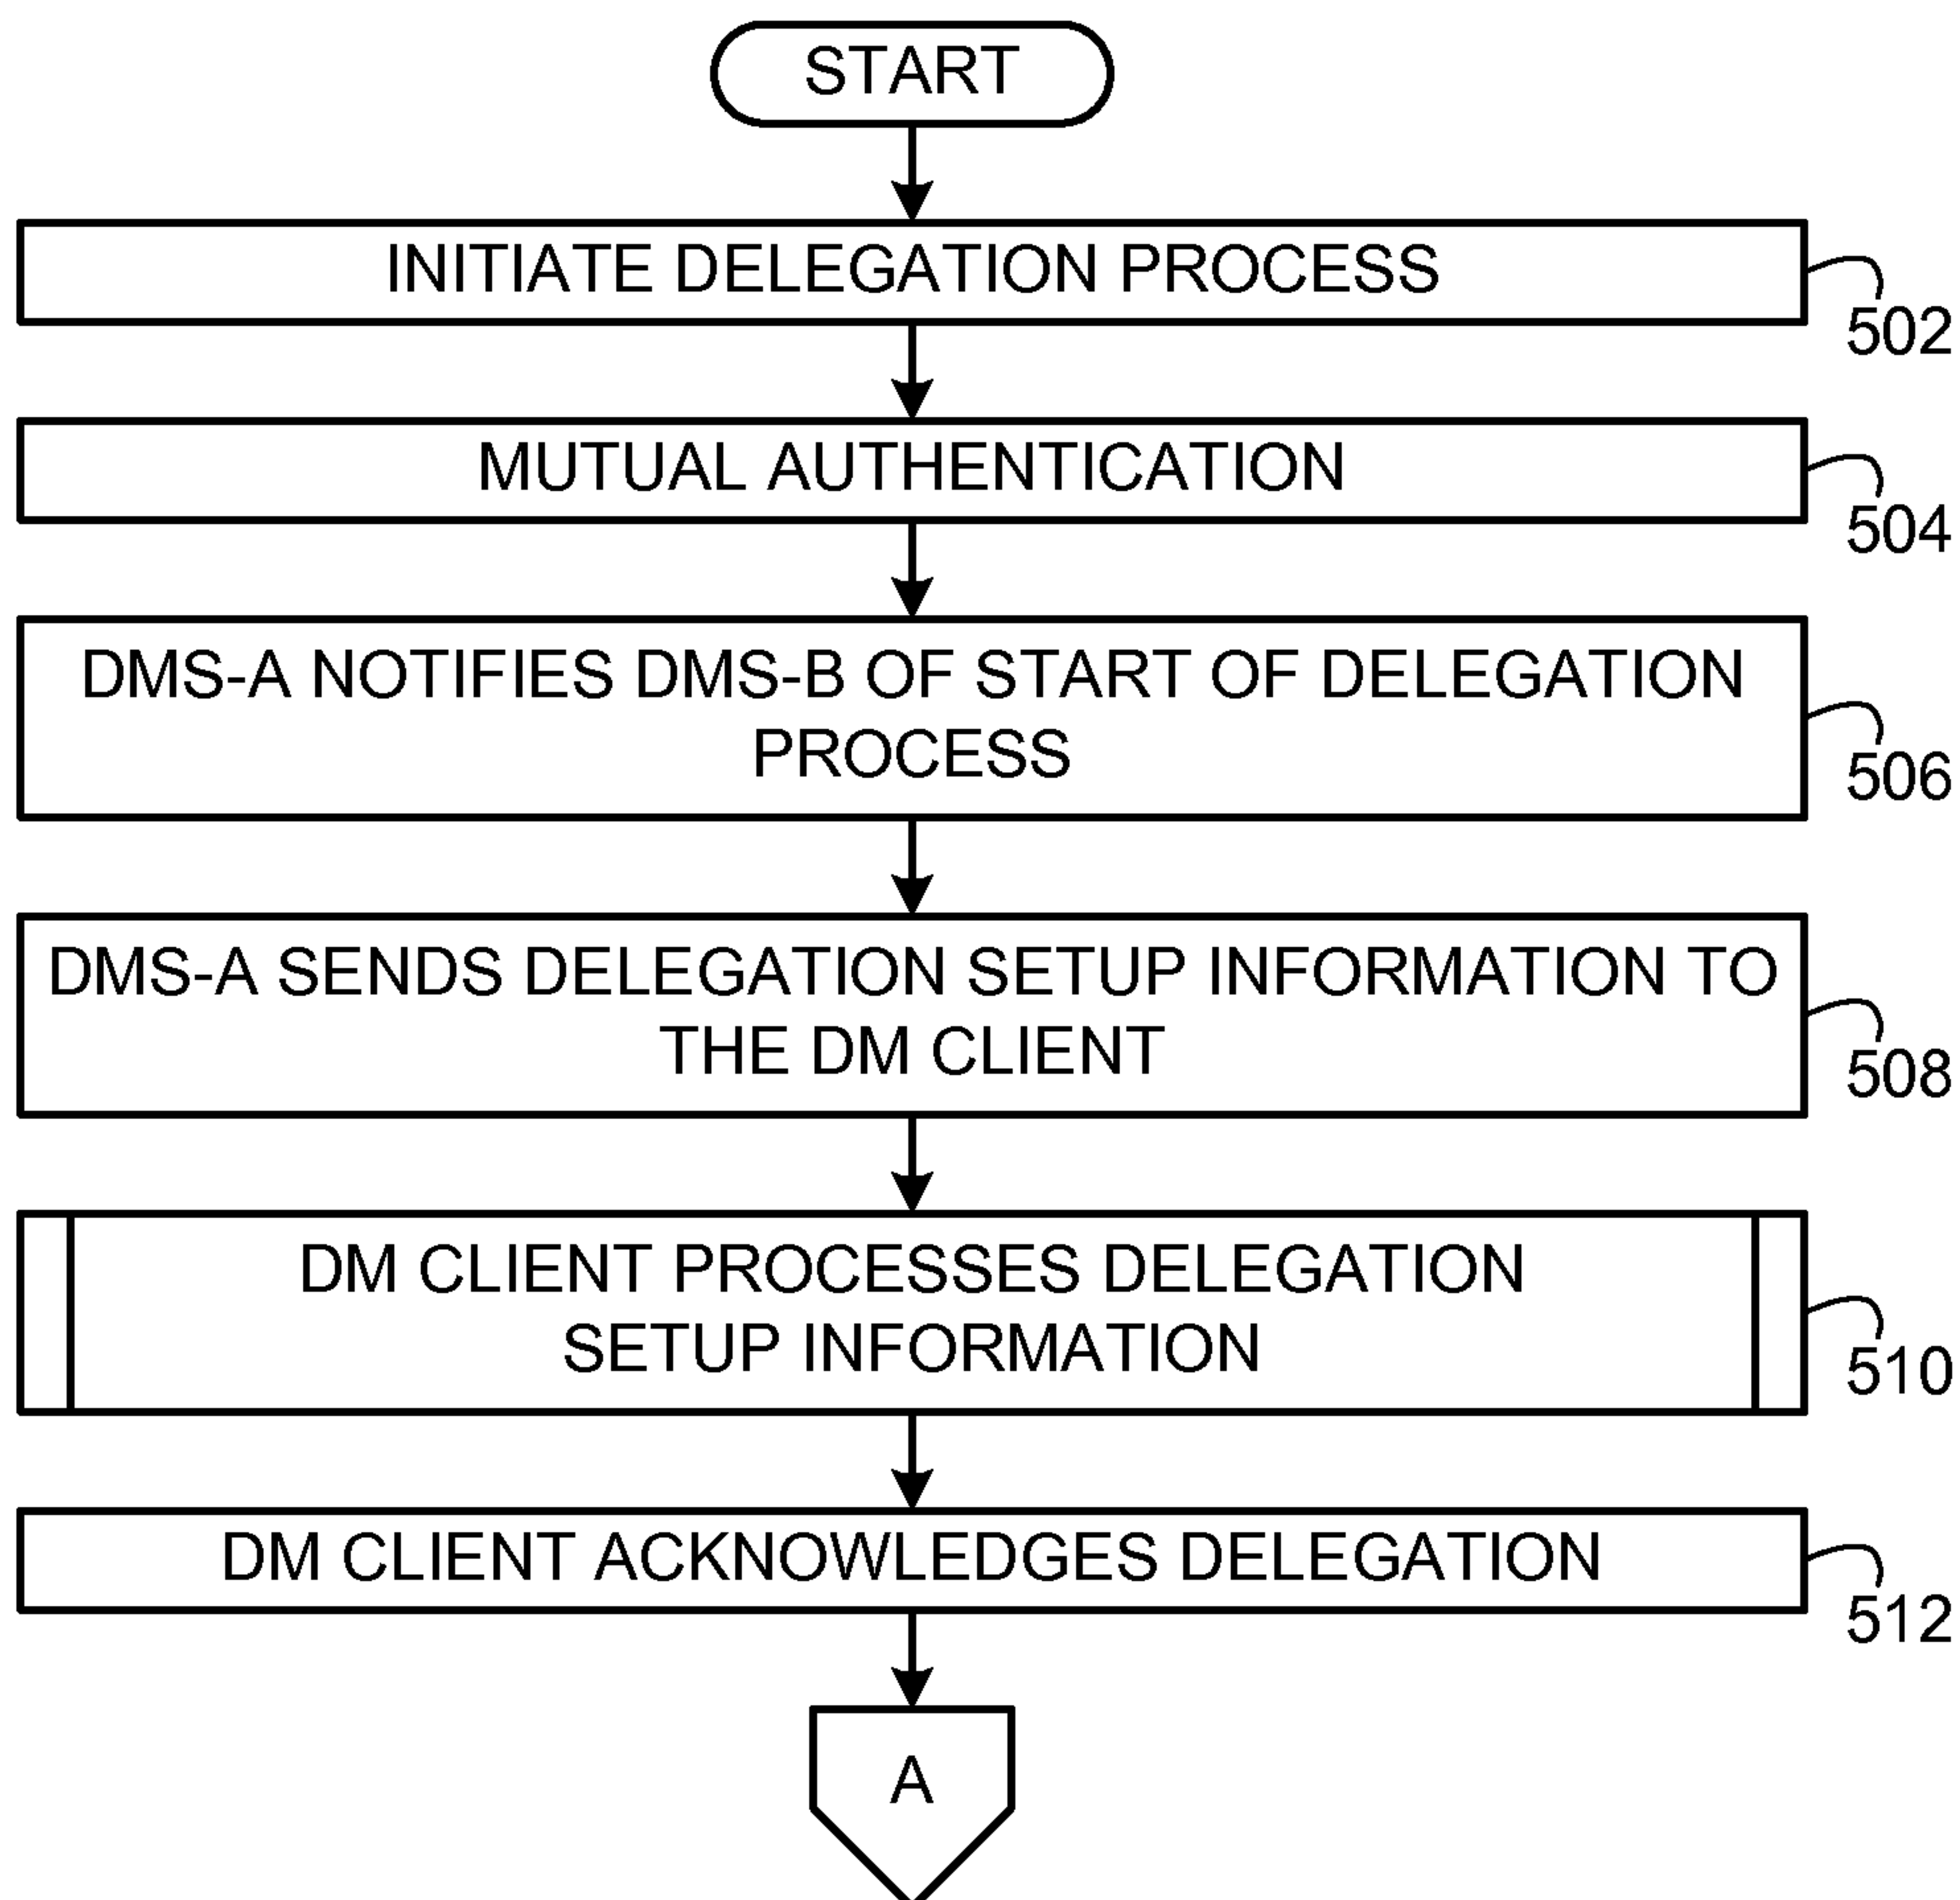 START
INITIATE DELEGATION PROCESS
502
MUTUAL AUTHENTICATION
504
DMS-A NOTIFIES DMS-B OF START OF DELEGATION
PROCESS
506
DMS-A SENDS DELEGATION SETUP INFORMATION TO
THE DM CLIENT
508
DM CLIENT PROCESSES DELEGATION
SETUP INFORMATION
510
DM CLIENT ACKNOWLEDGES DELEGATION
512
A